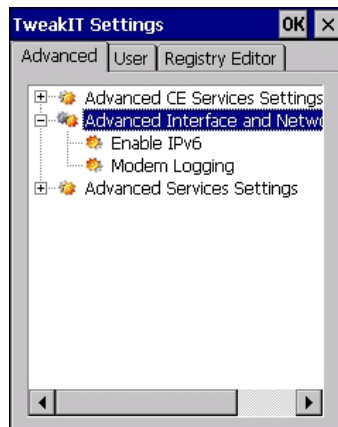 TweakIT Settings OK ×
Advanced User Registry Editor
Advanced CE Services Settings
Advanced Interface and Netwo
Enable IPv6
Modem Logging
Advanced Services Settings